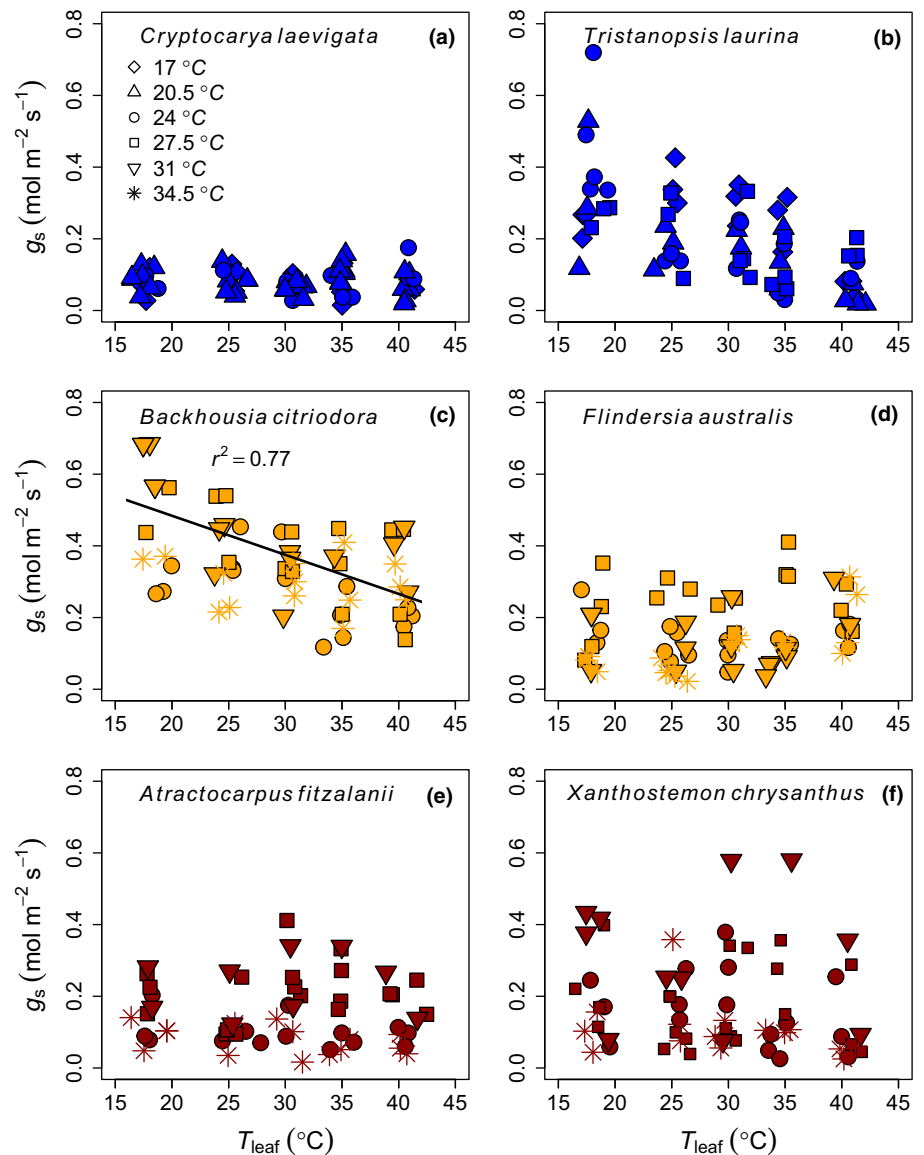 Cryptocarya laevigata (a)
17 °C
20.5 °C
24 °C
27.5 °C
31 °C
34.5 °C
gs (mol m−2 s−1)
0.8
0.6
0.4
0.2
0.0
15 20 25 30 35 40 45
Tristanopsis laurina (b)
0.8
0.6
0.4
0.2
0.0
15 20 25 30 35 40 45
Backhousia citriodora (c)
r2 = 0.77
gs (mol m−2 s−1)
0.8
0.6
0.4
0.2
0.0
15 20 25 30 35 40 45
Flindersia australis (d)
0.8
0.6
0.4
0.2
0.0
15 20 25 30 35 40 45
Atractocarpus fitzalanii (e)
gs (mol m−2 s−1)
0.8
0.6
0.4
0.2
0.0
15 20 25 30 35 40 45
Tleaf (°C)
Xanthostemon chrysanthus (f)
0.8
0.6
0.4
0.2
0.0
15 20 25 30 35 40 45
Tleaf (°C)